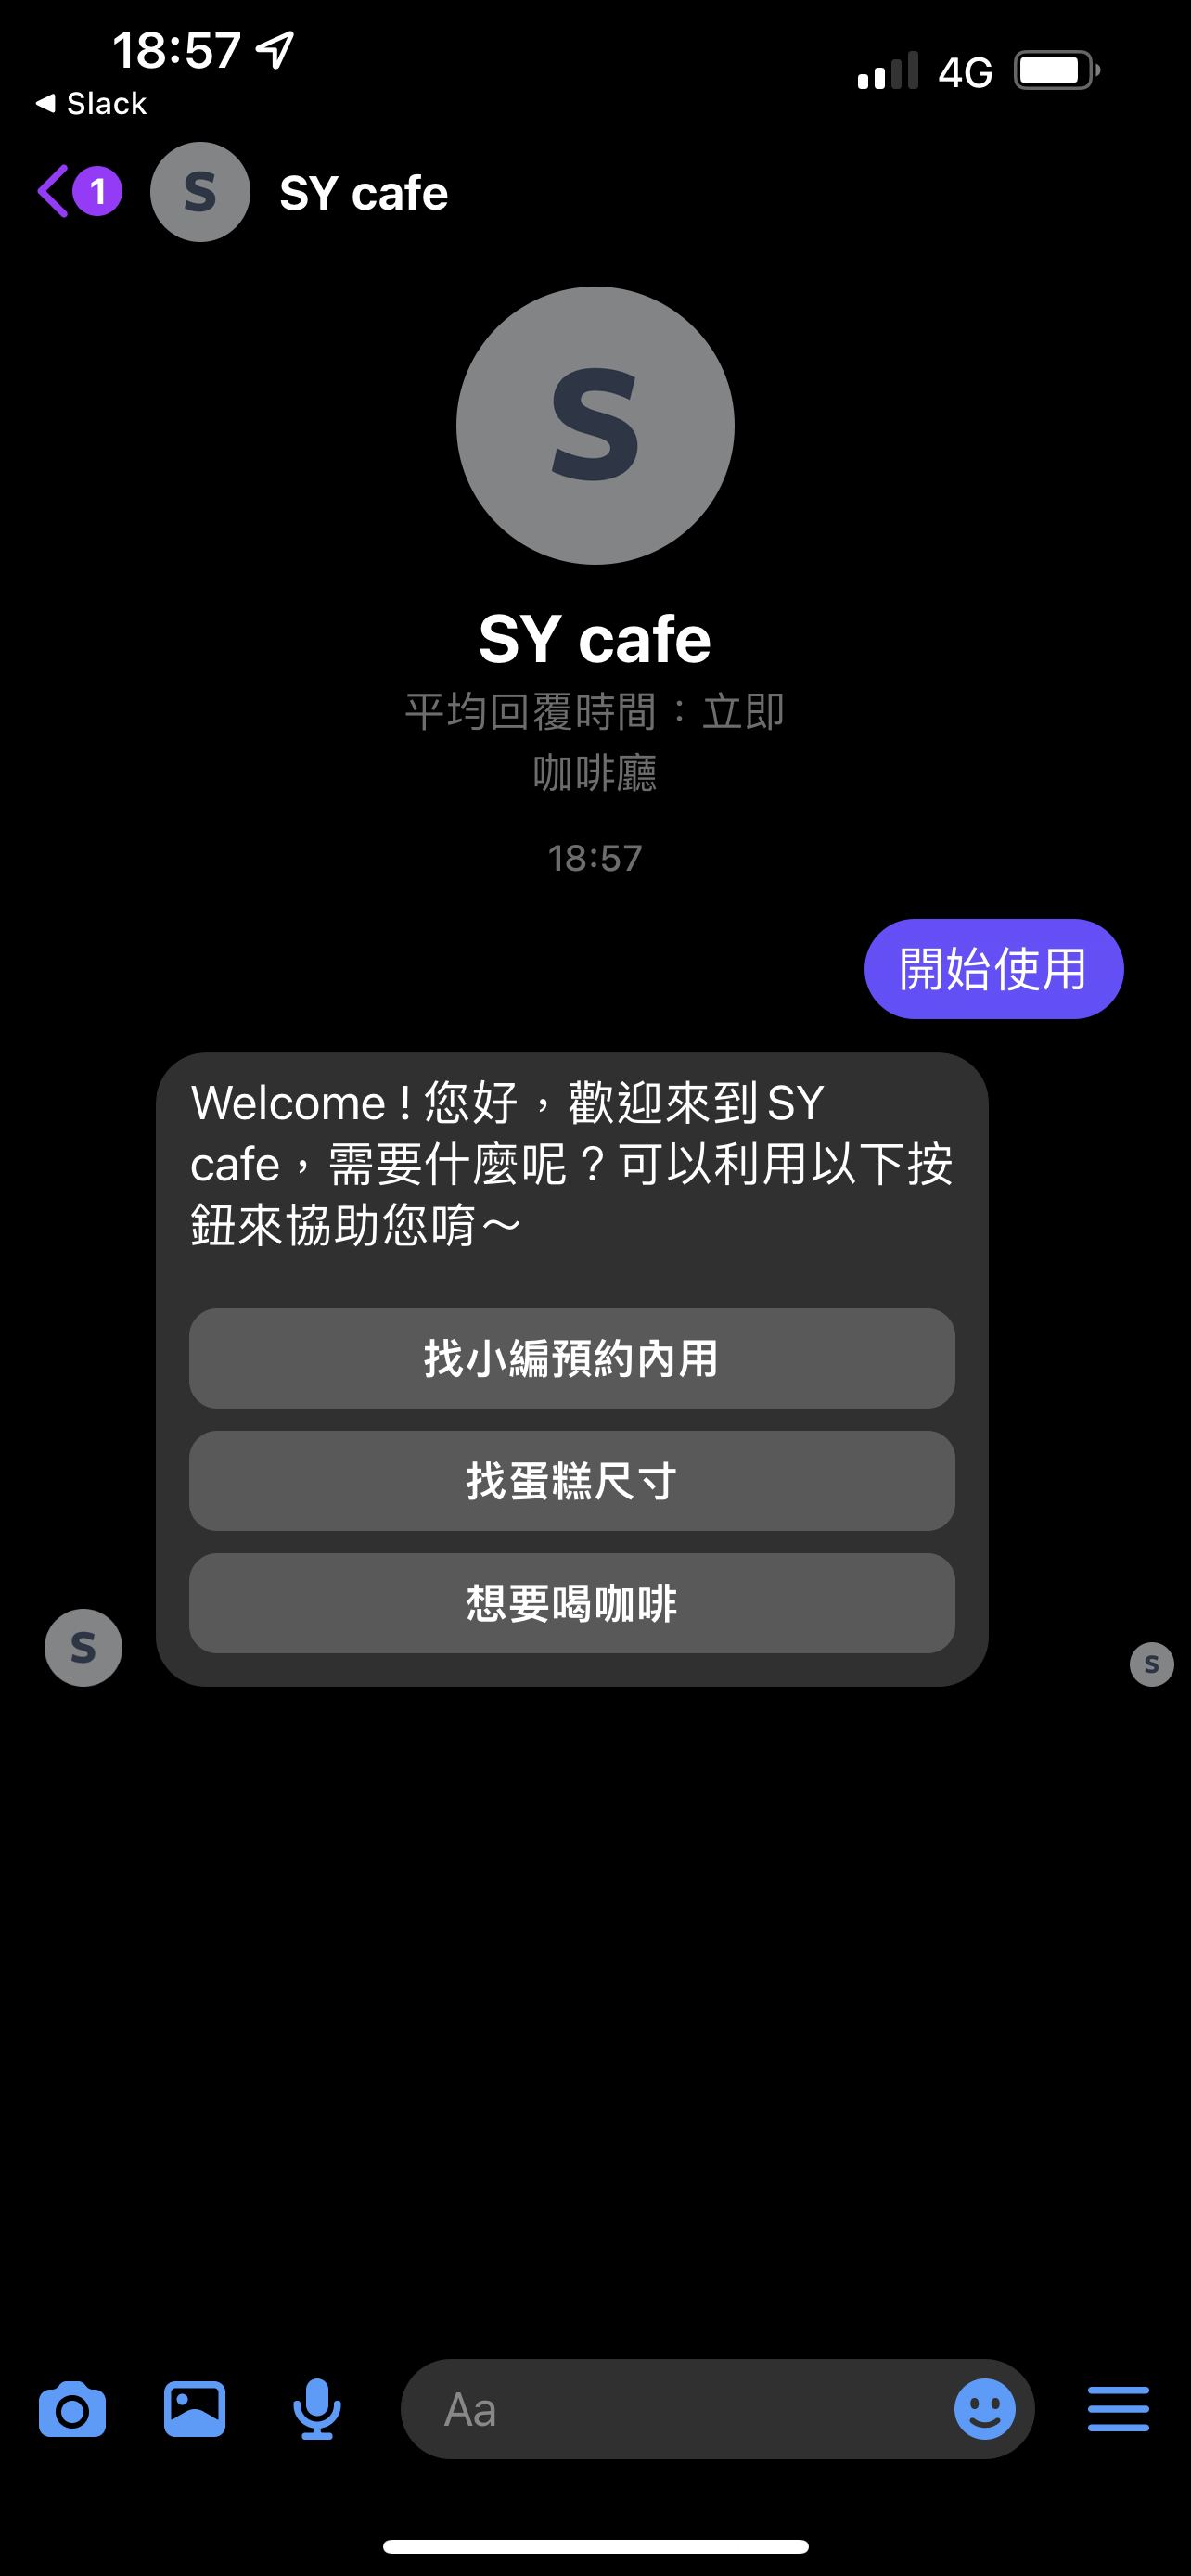 18:57
4G
Slack
1
S
SY cafe
S
SY cafe
平均回覆時間：立即
咖啡廳
18:57
開始使用
Welcome ! 您好，歡迎來到 SY
cafe，需要什麼呢？可以利用以下按
鈕來協助您唷～
找小編預約內用
找蛋糕尺寸
想要喝咖啡
S
S
Aa